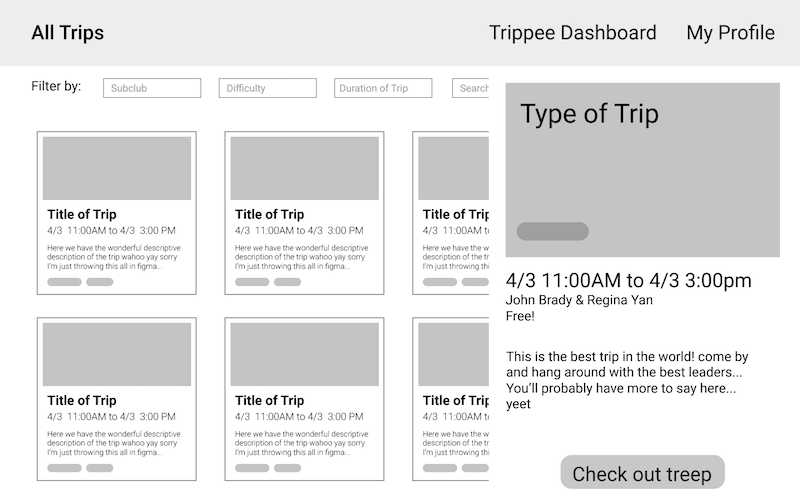 All Trips
Trippee Dashboard
My Profile
Filter by:
Subclub
Difficulty
Duration of Trip
Search
Title of Trip
4/3 11:00AM to 4/3 3:00 PM
Here we have the wonderful descriptive
description of the trip wahoo yay sorry
I'm just throwing this all in figma...
Title of Trip
4/3 11:00AM to 4/3 3:00 PM
Here we have the wonderful descriptive
description of the trip wahoo yay sorry
I'm just throwing this all in figma...
Title of Trip
4/3 11:00AM to
Here we have the
description of the
I'm just throwing
Title of Trip
4/3 11:00AM to 4/3 3:00 PM
Here we have the wonderful descriptive
description of the trip wahoo yay sorry
I'm just throwing this all in figma...
Title of Trip
4/3 11:00AM to 4/3 3:00 PM
Here we have the wonderful descriptive
description of the trip wahoo yay sorry
I'm just throwing this all in figma...
Title of Trip
4/3 11:00AM to
Here we have the
description of the
I'm just throwing
Type of Trip
4/3 11:00AM to 4/3 3:00pm
John Brady & Regina Yan
Free!
This is the best trip in the world! come by
and hang around with the best leaders...
You'll probably have more to say here...
yeet
Check out treep